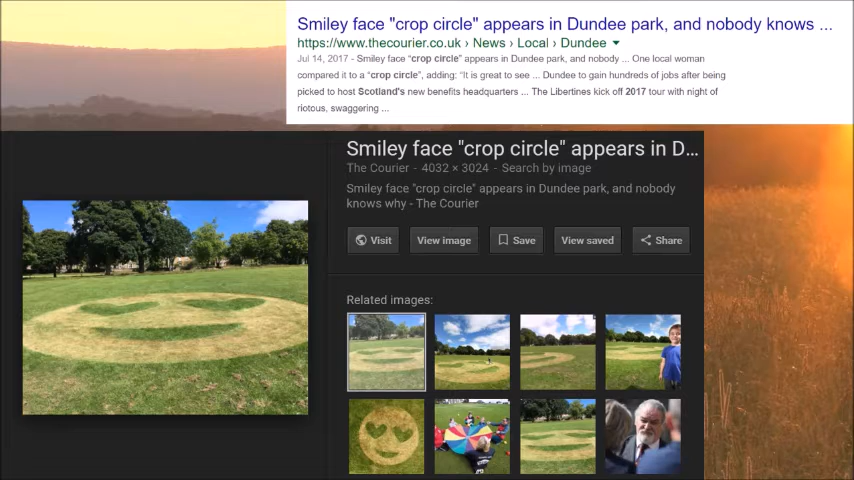 Smiley face "crop circle" appears in Dundee park, and nobody knows ...
https://www.thecourier.co.uk › News › Local › Dundee
Jul 14, 2017 - Smiley face "crop circle" appears in Dundee park, and nobody ... One local woman
compared it to a "crop circle", adding: "It is great to see ... Dundee to gain hundreds of jobs after being
picked to host Scotland's new benefits headquarters ... The Libertines kick off 2017 tour with night of
riotous, swaggering ...
Smiley face "crop circle" appears in D...
The Courier - 4032 × 3024 - Search by image
Smiley face "crop circle" appears in Dundee park, and nobody
knows why - The Courier
Visit
View image
Save
View saved
Share
Related images: